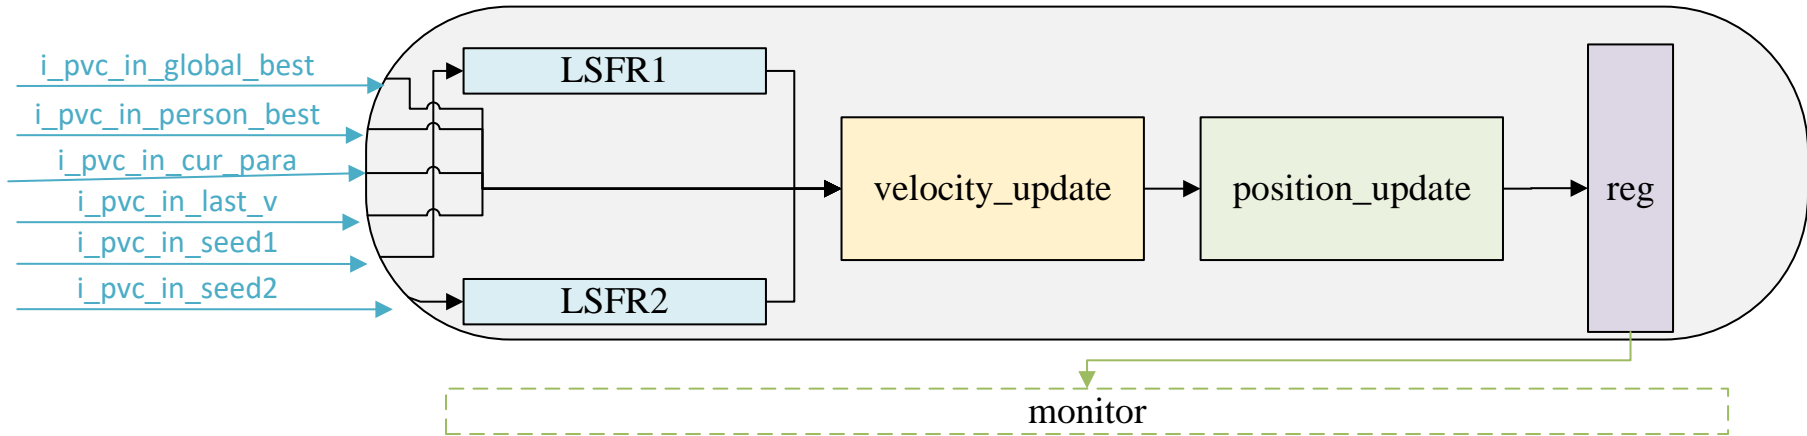 i_pvc_in_global_best
i_pvc_in_person_best
i_pvc_in_cur_para
i_pvc_in_last_v
i_pvc_in_seed1
i_pvc_in_seed2
LSFR1
LSFR2
velocity_update
position_update
reg
monitor